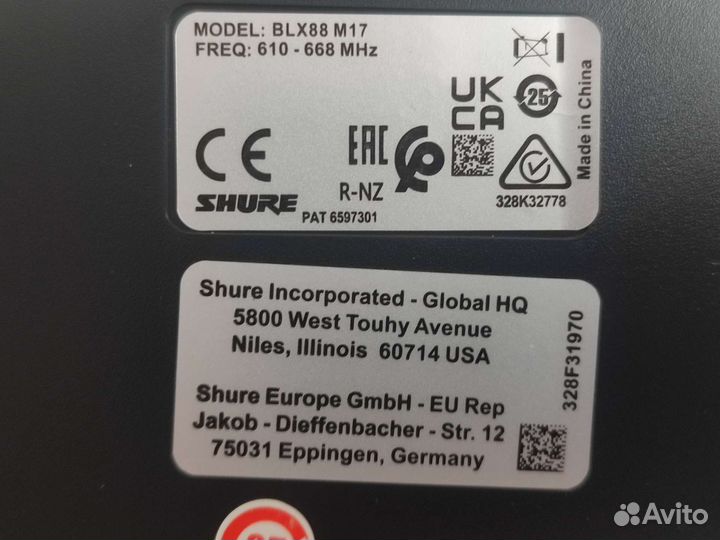 MODEL: BLX88 M17
FREQ: 610 - 668 MHz
UK
CA
25
CE
EAC
R-NZ
SHURE
PAT 6597301
328K32778
Made in China
Shure Incorporated - Global HQ
5800 West Touhy Avenue
Niles, Illinois 60714 USA
Shure Europe GmbH - EU Rep
Jakob - Dieffenbacher - Str. 12
75031 Eppingen, Germany
328F31970
Avito